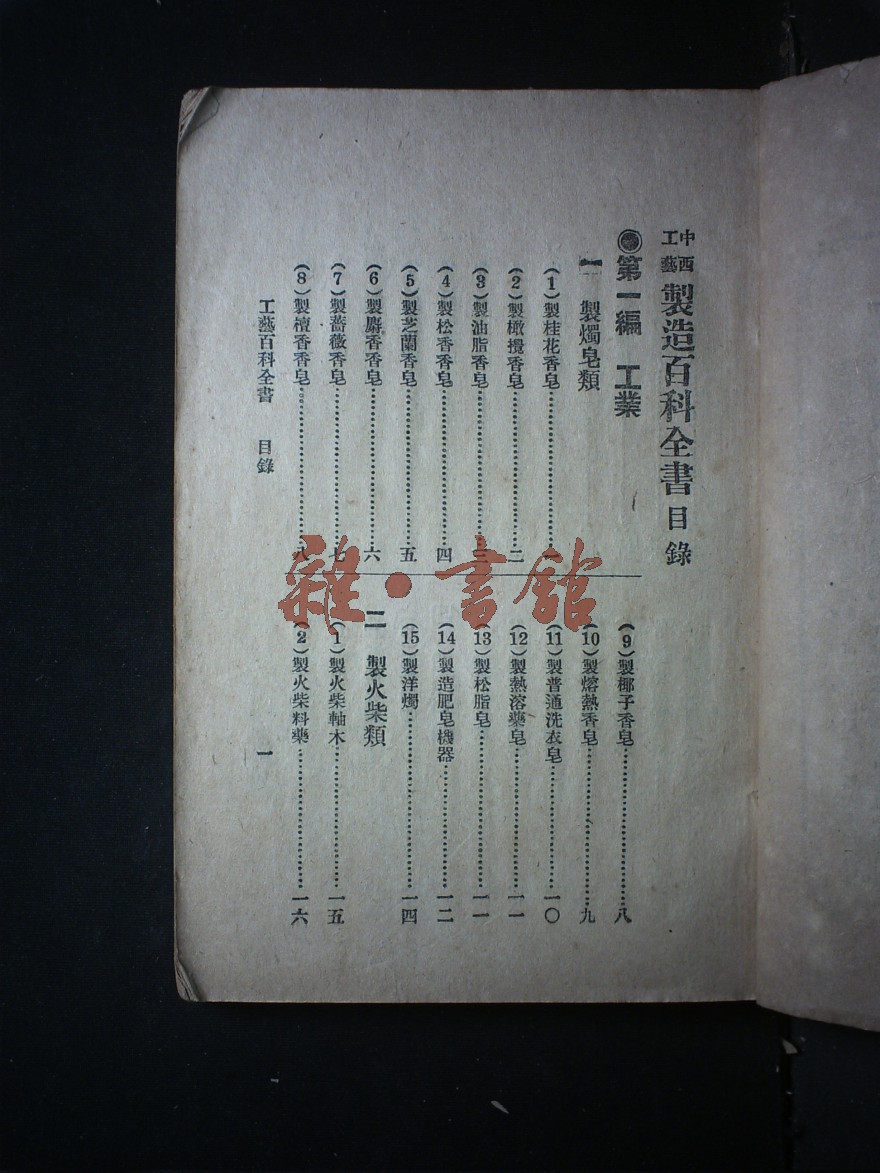 中西工藝製造百科全書目錄
第一編 工業
一 製燭皂類
(1)製桂花香皂……一
(2)製橄欖香皂……二
(3)製油脂香皂……三
(4)製松香香皂……四
(5)製芝蘭香皂……五
(6)製麝香香皂……六
(7)製薔薇香皂……七
(8)製檀香香皂……八
(9)製椰子香皂……八
(10)製熔熱香皂……九
(11)製普通洗衣皂……一〇
(12)製熱溶藥皂……一一
(13)製松脂皂……一一
(14)製造肥皂機器……一二
(15)製洋燭……一四
二 製火柴類
(1)製火柴軸木……一五
(2)製火柴料藥……一六
工藝百科全書 目錄 一
雜·書館